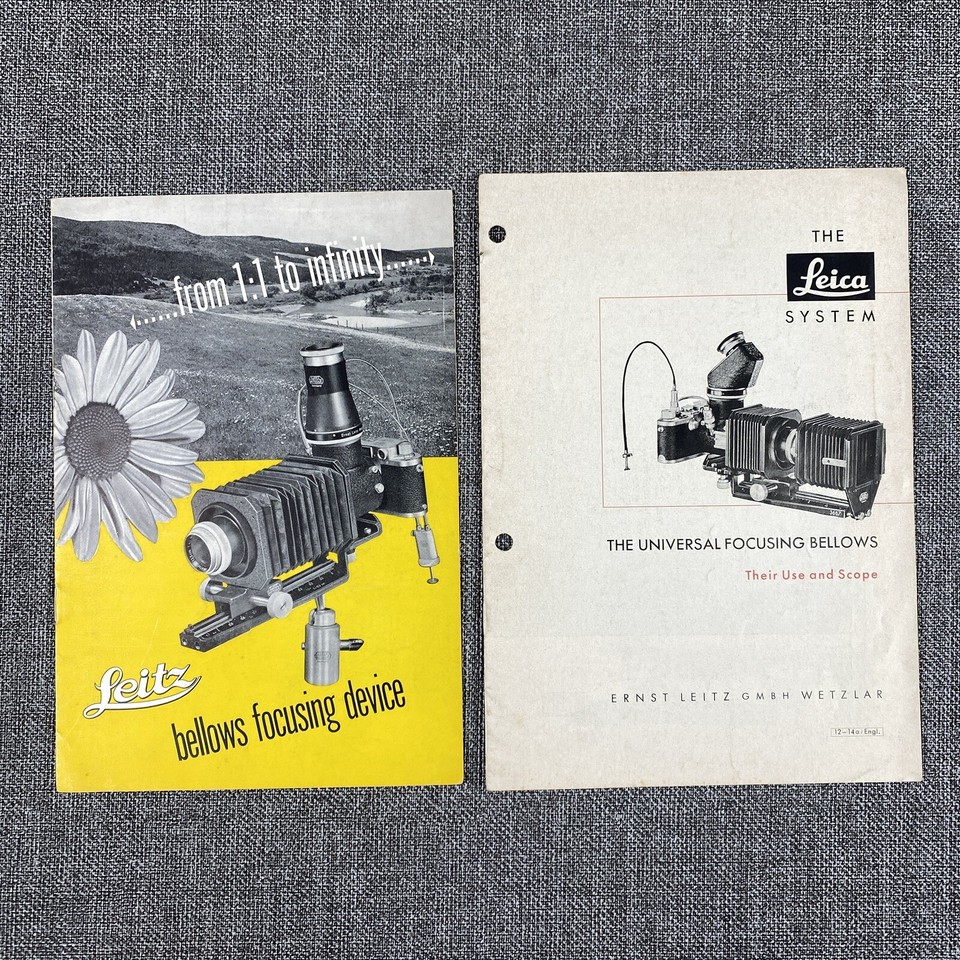 ‹......from 1:1 to infinity......›
Leitz
bellows focusing device
THE
Leica
SYSTEM
THE UNIVERSAL FOCUSING BELLOWS
Their Use and Scope
ERNST LEITZ GMBH WETZLAR
12–14a/Engl.